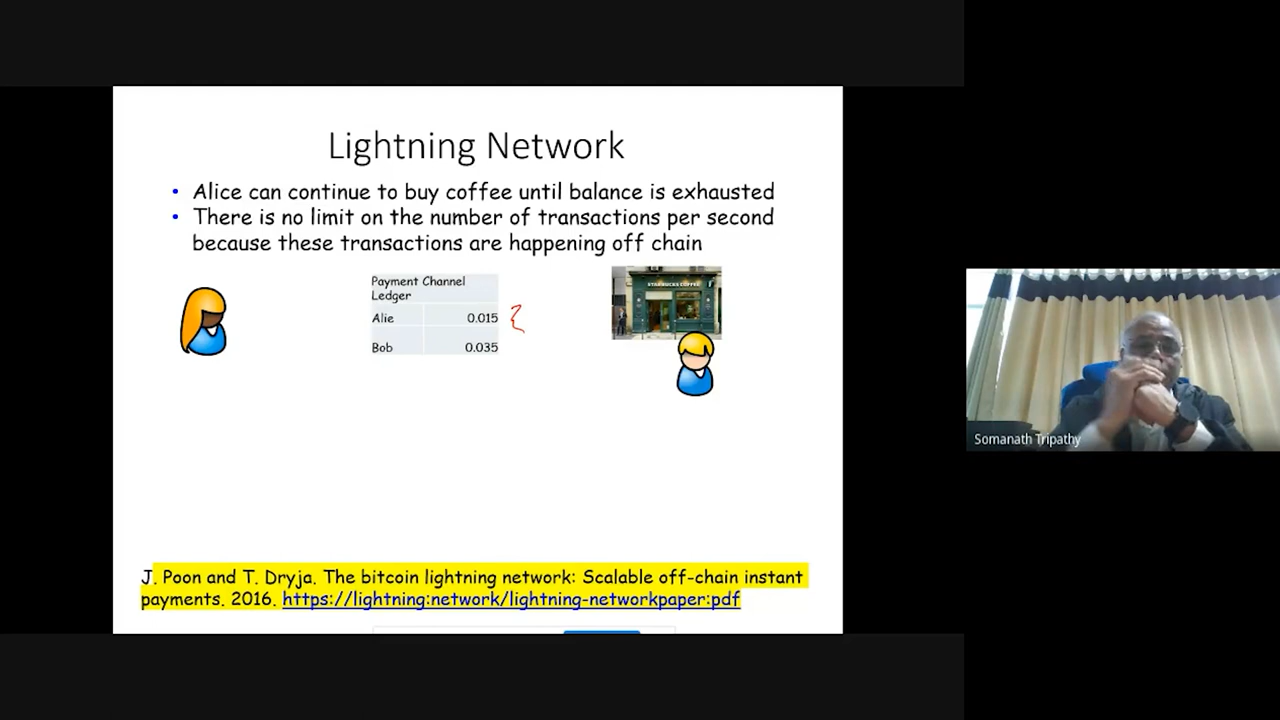 Lightning Network
• Alice can continue to buy coffee until balance is exhausted
• There is no limit on the number of transactions per second
because these transactions are happening off chain
Payment Channel
Ledger
Alie 0.015
Bob 0.035
STARBUCKS COFFEE
J. Poon and T. Dryja. The bitcoin lightning network: Scalable off-chain instant
payments. 2016. https://lightning:network/lightning-networkpaper:pdf
Somanath Tripathy